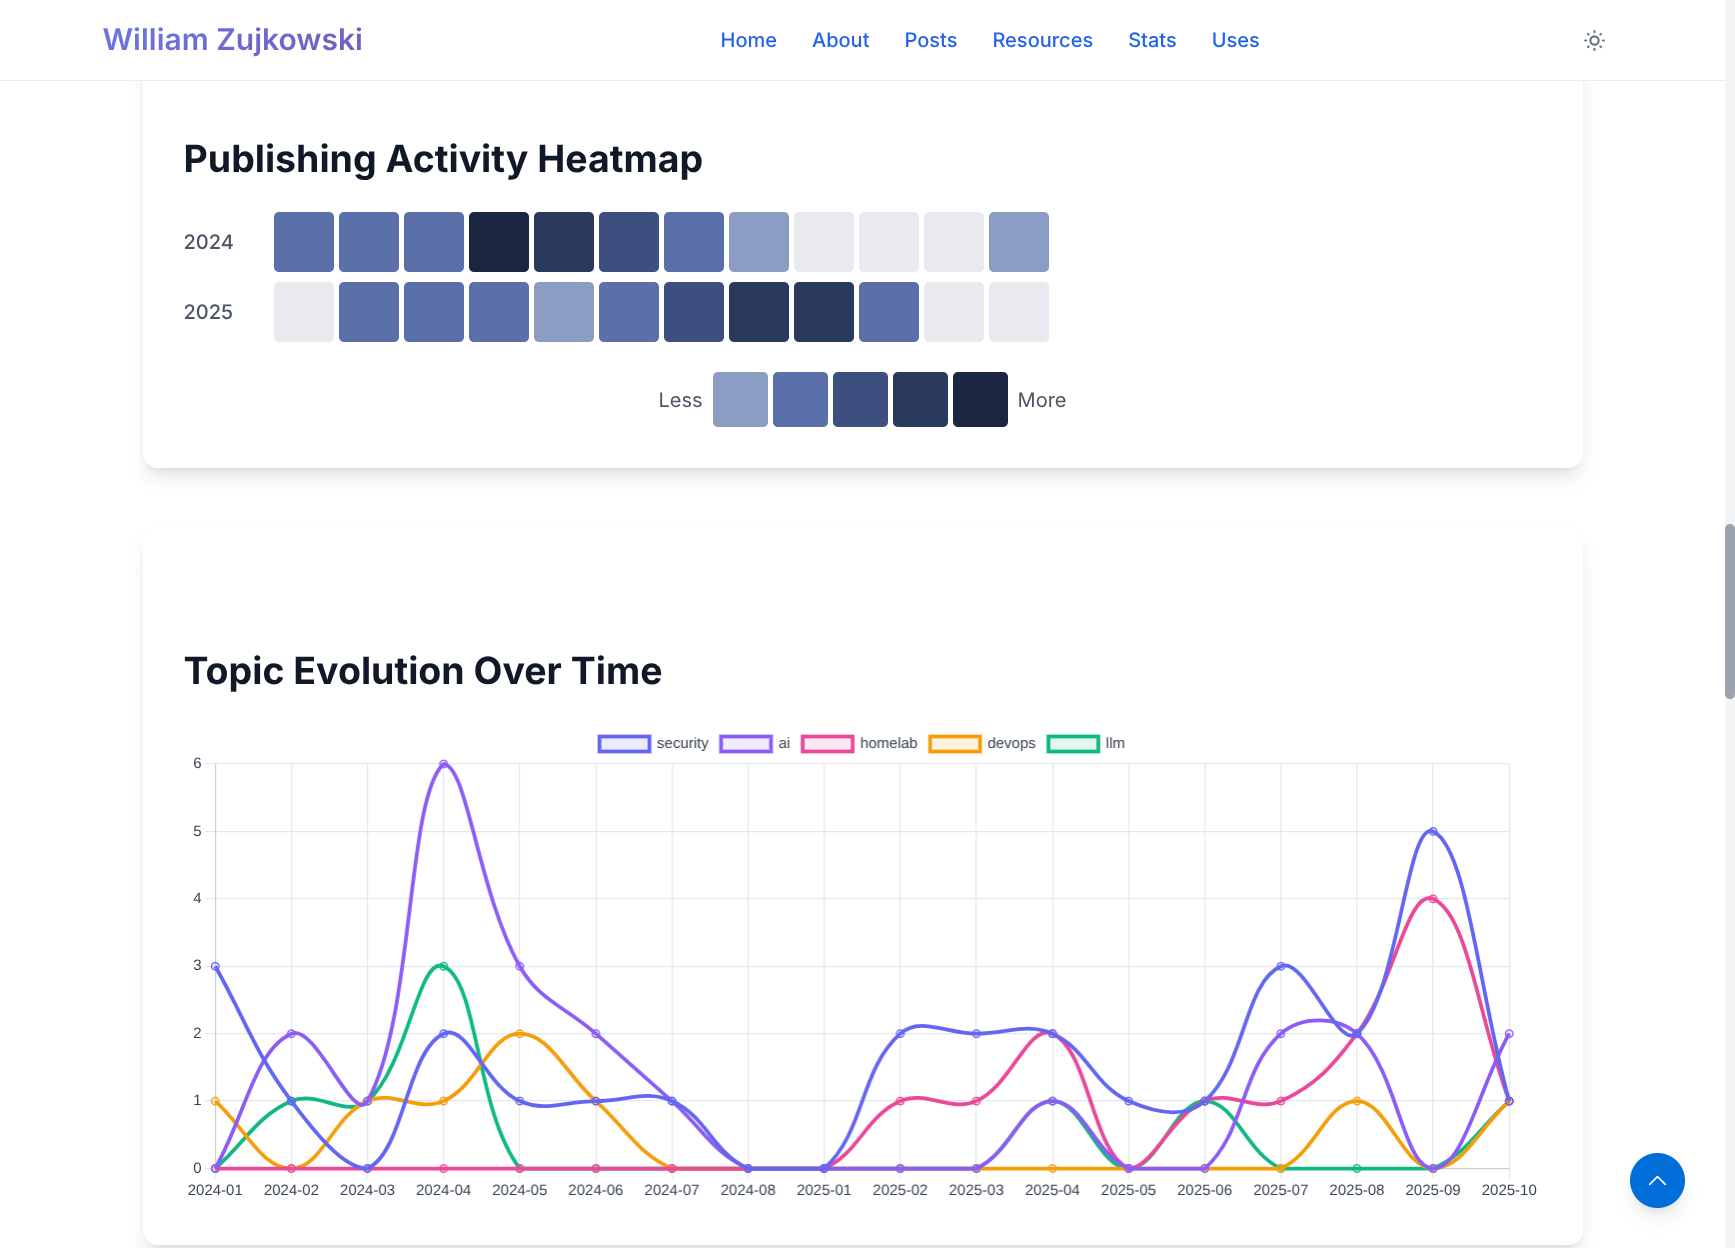 William Zujkowski
Home About Posts Resources Stats Uses
Publishing Activity Heatmap
2024
2025
Less More
Topic Evolution Over Time
security ai homelab devops llm
6
5
4
3
2
1
0
2024-01 2024-02 2024-03 2024-04 2024-05 2024-06 2024-07 2024-08 2025-01 2025-02 2025-03 2025-04 2025-05 2025-06 2025-07 2025-08 2025-09 2025-10